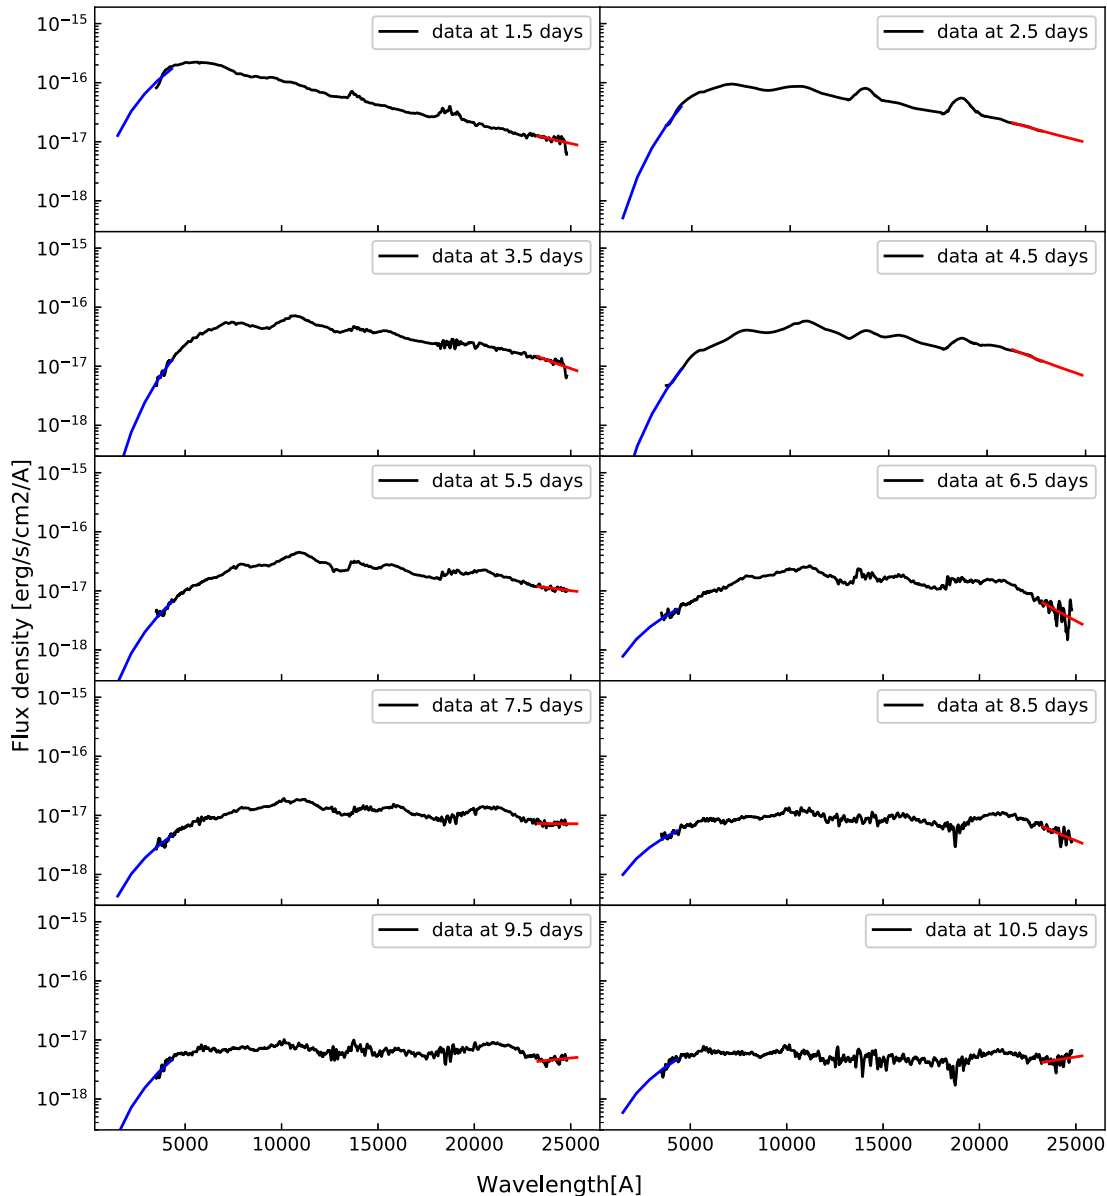 10⁻¹⁵
10⁻¹⁶
10⁻¹⁷
10⁻¹⁸
data at 1.5 days
data at 2.5 days
10⁻¹⁵
10⁻¹⁶
10⁻¹⁷
10⁻¹⁸
data at 3.5 days
data at 4.5 days
10⁻¹⁵
10⁻¹⁶
10⁻¹⁷
10⁻¹⁸
data at 5.5 days
data at 6.5 days
10⁻¹⁵
10⁻¹⁶
10⁻¹⁷
10⁻¹⁸
data at 7.5 days
data at 8.5 days
10⁻¹⁵
10⁻¹⁶
10⁻¹⁷
10⁻¹⁸
data at 9.5 days
data at 10.5 days
Flux density [erg/s/cm2/A]
5000 10000 15000 20000 25000
5000 10000 15000 20000 25000
Wavelength[A]